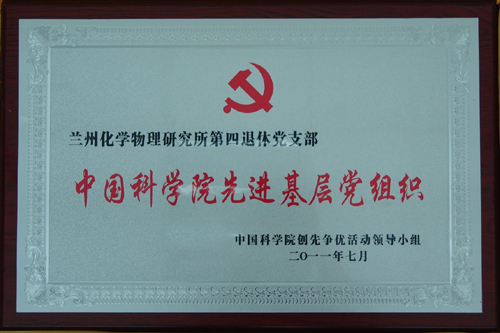 兰州化学物理研究所第四退休党支部
中国科学院先进基层党组织
中国科学院创先争优活动领导小组
二〇一一年七月